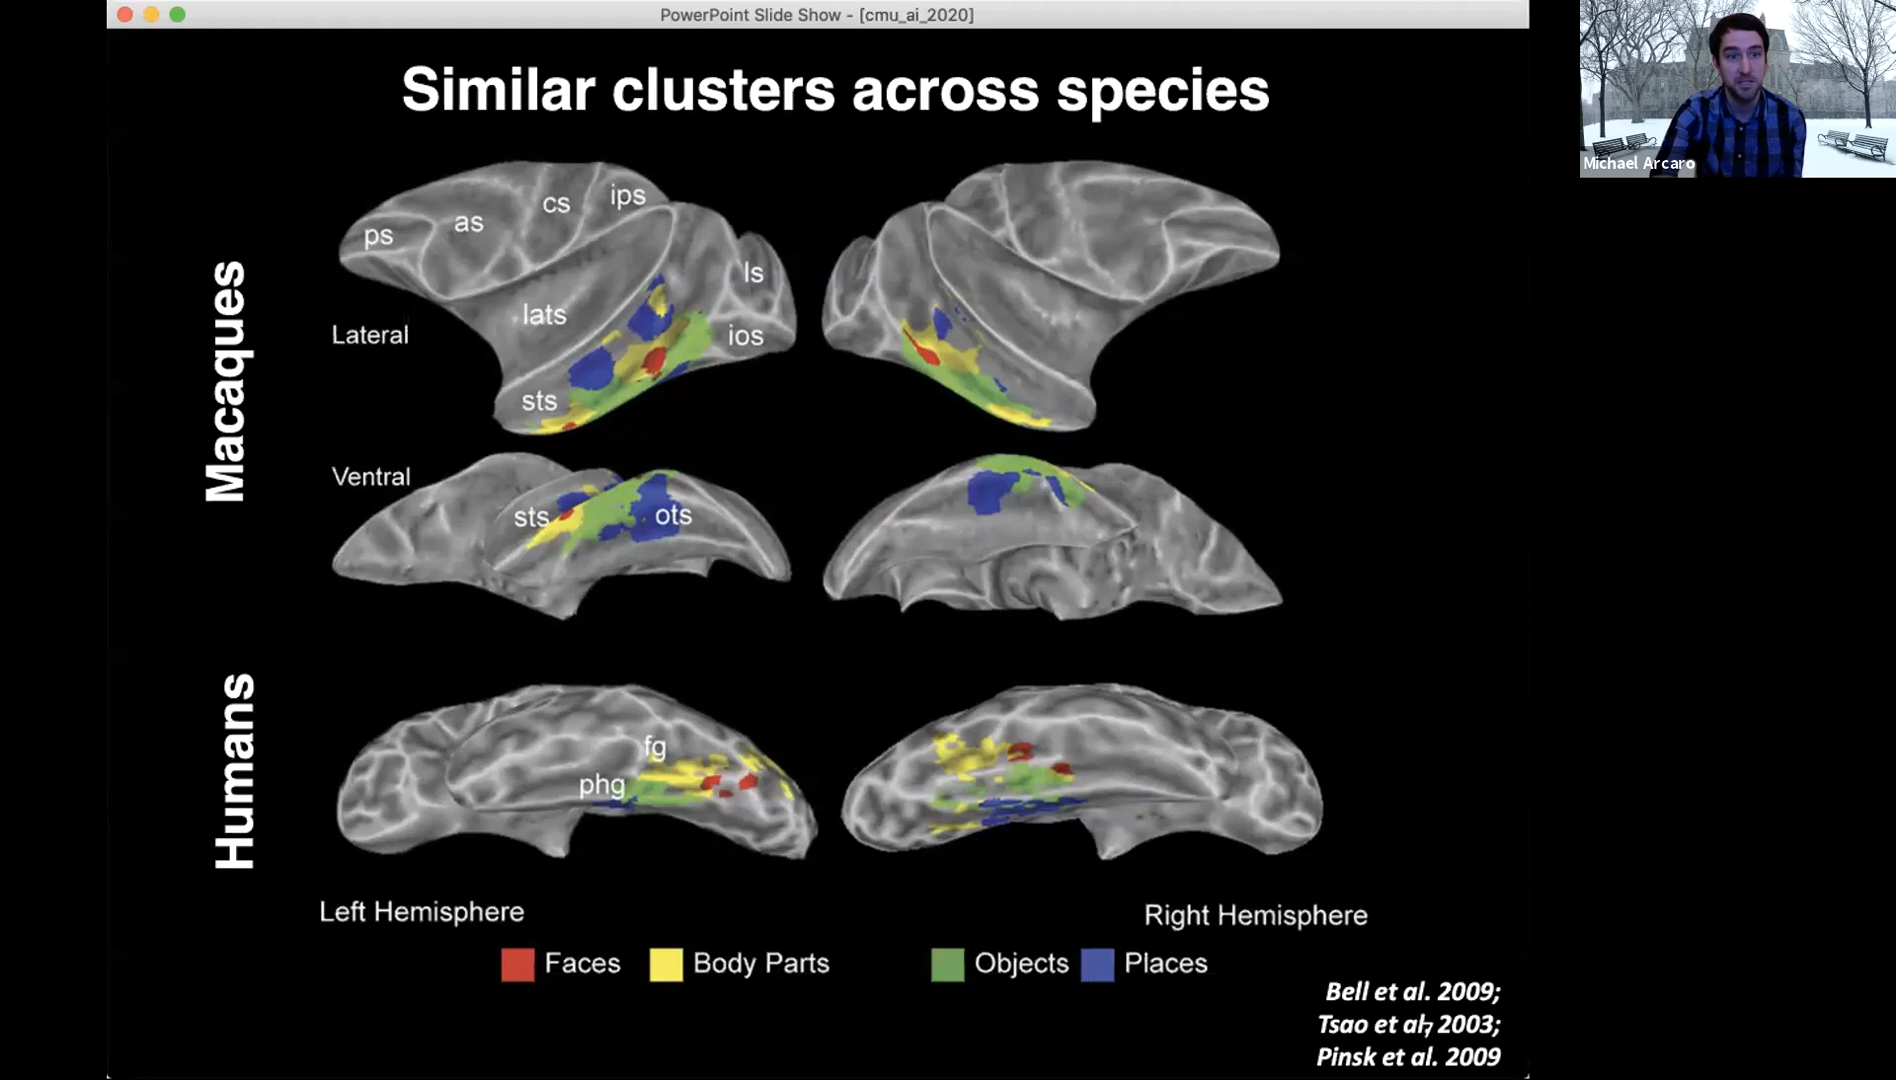 PowerPoint Slide Show - [cmu_ai_2020]
Similar clusters across species
Michael Arcaro
Macaques
Lateral
ps
as
cs
ips
ls
lats
ios
sts
Ventral
sts
ots
Humans
fg
phg
Left Hemisphere
Right Hemisphere
Faces
Body Parts
Objects
Places
Bell et al. 2009;
Tsao et al, 2003;
7
Pinsk et al. 2009